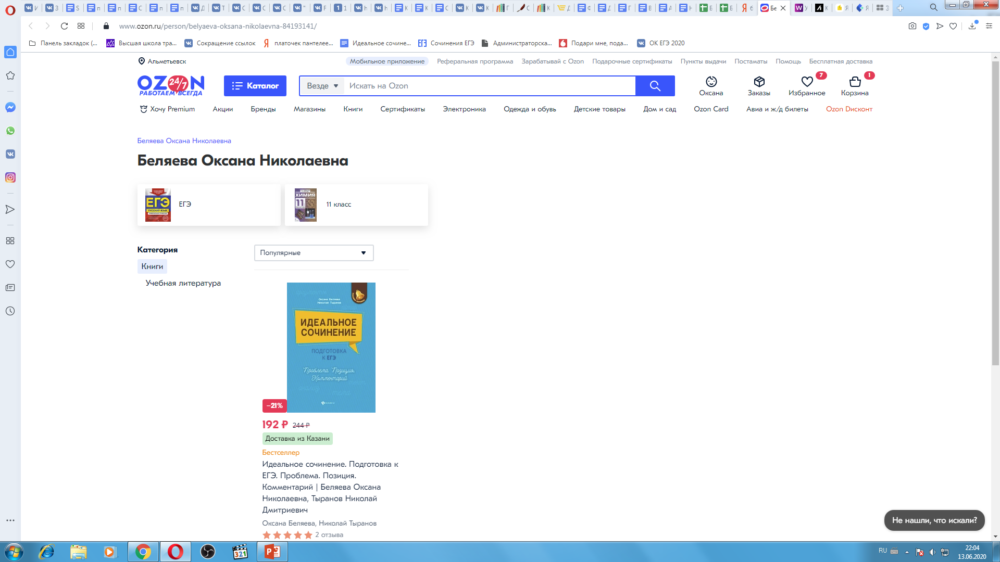 www.ozon.ru/person/belyaeva-oksana-nikolaevna-84193141/
Панель закладок (...
Высшая школа тра...
Сокращение ссылок
платочек пантелее...
Идеальное сочине...
Сочинения ЕГЭ
Администраторска...
Подари мне, пода...
ОК ЕГЭ 2020
Альметьевск
Мобильное приложение
Реферальная программа
Зарабатывай с Ozon
Подарочные сертификаты
Пункты выдачи
Постаматы
Помощь
Бесплатная доставка
OZON 24/7
РАБОТАЕМ ВСЕГДА
Каталог
Везде
Искать на Ozon
Оксана
Заказы
7
Избранное
1
Корзина
Хочу Premium
Акции
Бренды
Магазины
Книги
Сертификаты
Электроника
Одежда и обувь
Детские товары
Дом и сад
Ozon Card
Авиа и ж/д билеты
Ozon Dисконт
Беляева Оксана Николаевна
Беляева Оксана Николаевна
ЕГЭ
РУССКИЙ ЯЗЫК
ЕГЭ
ХИМИЯ
11
11 класс
Категория
Книги
Учебная литература
Популярные
Оксана Беляева
Николай Тыранов
ИДЕАЛЬНОЕ
СОЧИНЕНИЕ
ПОДГОТОВКА
К ЕГЭ
Проблема. Позиция.
Комментарий
−21%
192 ₽ 244 ₽
Доставка из Казани
Бестселлер
Идеальное сочинение. Подготовка к
ЕГЭ. Проблема. Позиция.
Комментарий | Беляева Оксана
Николаевна, Тыранов Николай
Дмитриевич
Оксана Беляева, Николай Тыранов
2 отзыва
Не нашли, что искали?
RU
22:04
13.06.2020